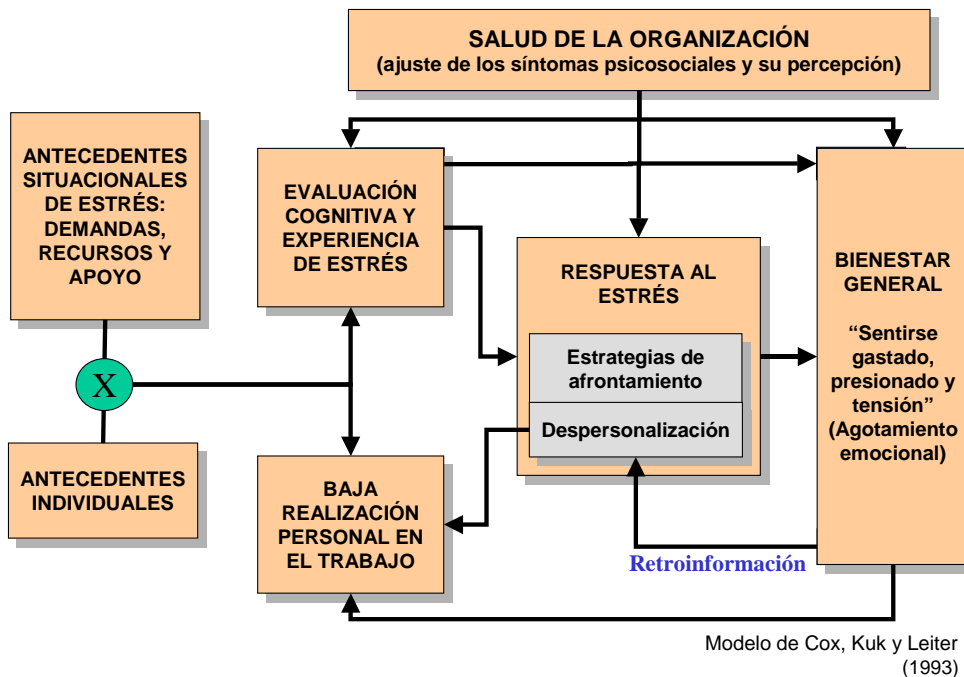 SALUD DE LA ORGANIZACIÓN
(ajuste de los síntomas psicosociales y su percepción)
ANTECEDENTES
SITUACIONALES
DE ESTRÉS:
DEMANDAS,
RECURSOS Y
APOYO
X
ANTECEDENTES
INDIVIDUALES
EVALUACIÓN
COGNITIVA Y
EXPERIENCIA
DE ESTRÉS
BAJA
REALIZACIÓN
PERSONAL EN
EL TRABAJO
RESPUESTA AL
ESTRÉS
Estrategias de
afrontamiento
Despersonalización
Retroinformación
BIENESTAR
GENERAL
“Sentirse
gastado,
presionado y
tensión”
(Agotamiento
emocional)
Modelo de Cox, Kuk y Leiter
(1993)